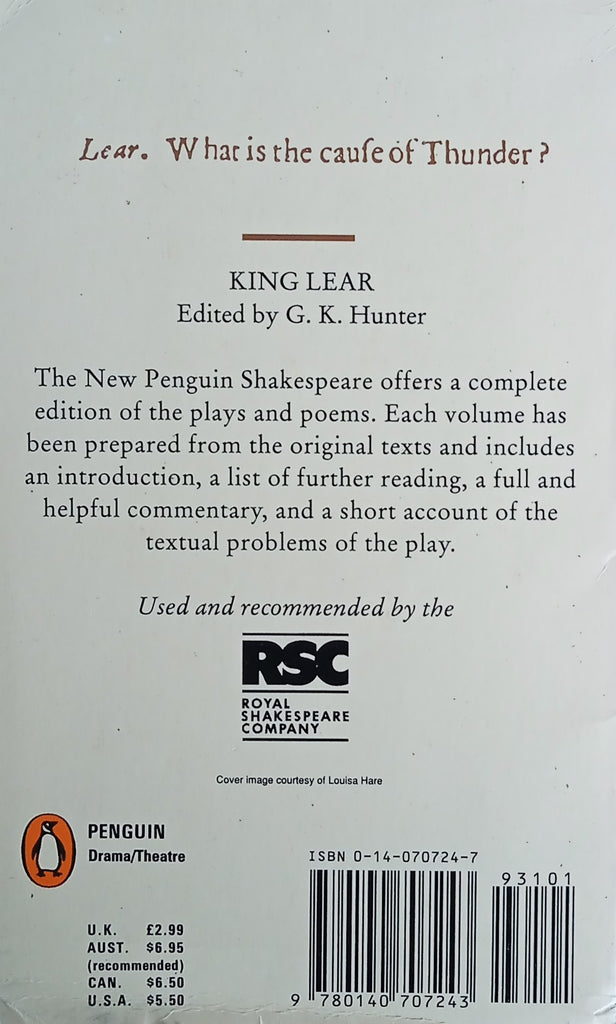 Lear. What is the cauſe of Thunder?
KING LEAR
Edited by G. K. Hunter
The New Penguin Shakespeare offers a complete
edition of the plays and poems. Each volume has
been prepared from the original texts and includes
an introduction, a list of further reading, a full and
helpful commentary, and a short account of the
textual problems of the play.
Used and recommended by the
RSC
ROYAL
SHAKESPEARE
COMPANY
Cover image courtesy of Louisa Hare
PENGUIN
Drama/Theatre
U.K. £2.99
AUST. $6.95
(recommended)
CAN. $6.50
U.S.A. $5.50
ISBN 0-14-070724-7
93101
9 780140 707243